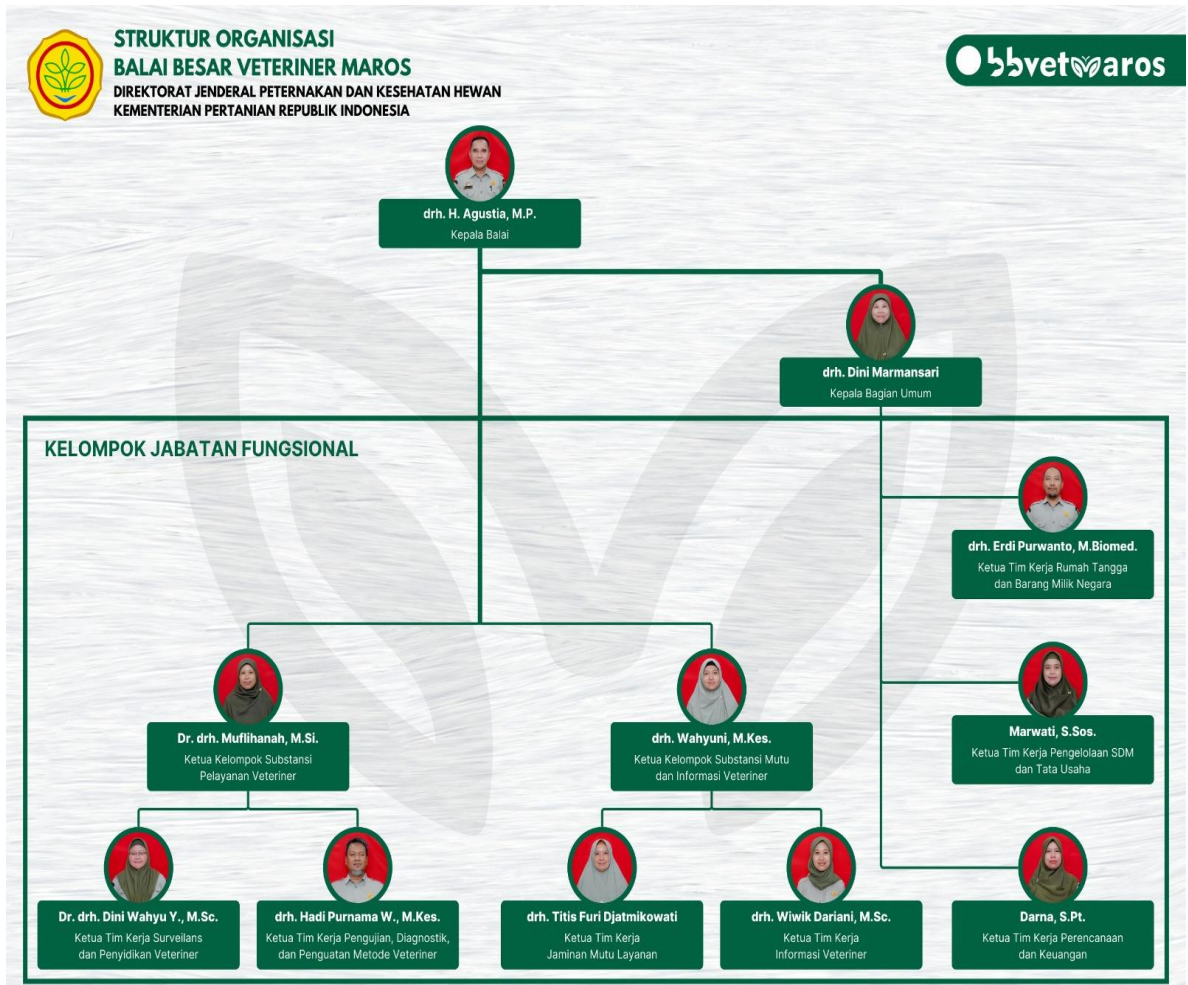 STRUKTUR ORGANISASI
BALAI BESAR VETERINER MAROS
DIREKTORAT JENDERAL PETERNAKAN DAN KESEHATAN HEWAN
KEMENTERIAN PERTANIAN REPUBLIK INDONESIA
bbvetmaros
drh. H. Agustia, M.P.
Kepala Balai
drh. Dini Marmansari
Kepala Bagian Umum
KELOMPOK JABATAN FUNGSIONAL
drh. Erdi Purwanto, M.Biomed.
Ketua Tim Kerja Rumah Tangga
dan Barang Milik Negara
Dr. drh. Muflihanah, M.Si.
Ketua Kelompok Substansi
Pelayanan Veteriner
drh. Wahyuni, M.Kes.
Ketua Kelompok Substansi Mutu
dan Informasi Veteriner
Marwati, S.Sos.
Ketua Tim Kerja Pengelolaan SDM
dan Tata Usaha
Dr. drh. Dini Wahyu Y., M.Sc.
Ketua Tim Kerja Surveilans
dan Penyidikan Veteriner
drh. Hadi Purnama W., M.Kes.
Ketua Tim Kerja Pengujian, Diagnostik,
dan Penguatan Metode Veteriner
drh. Titis Furi Djatmikowati
Ketua Tim Kerja
Jaminan Mutu Layanan
drh. Wiwik Dariani, M.Sc.
Ketua Tim Kerja
Informasi Veteriner
Darna, S.Pt.
Ketua Tim Kerja Perencanaan
dan Keuangan